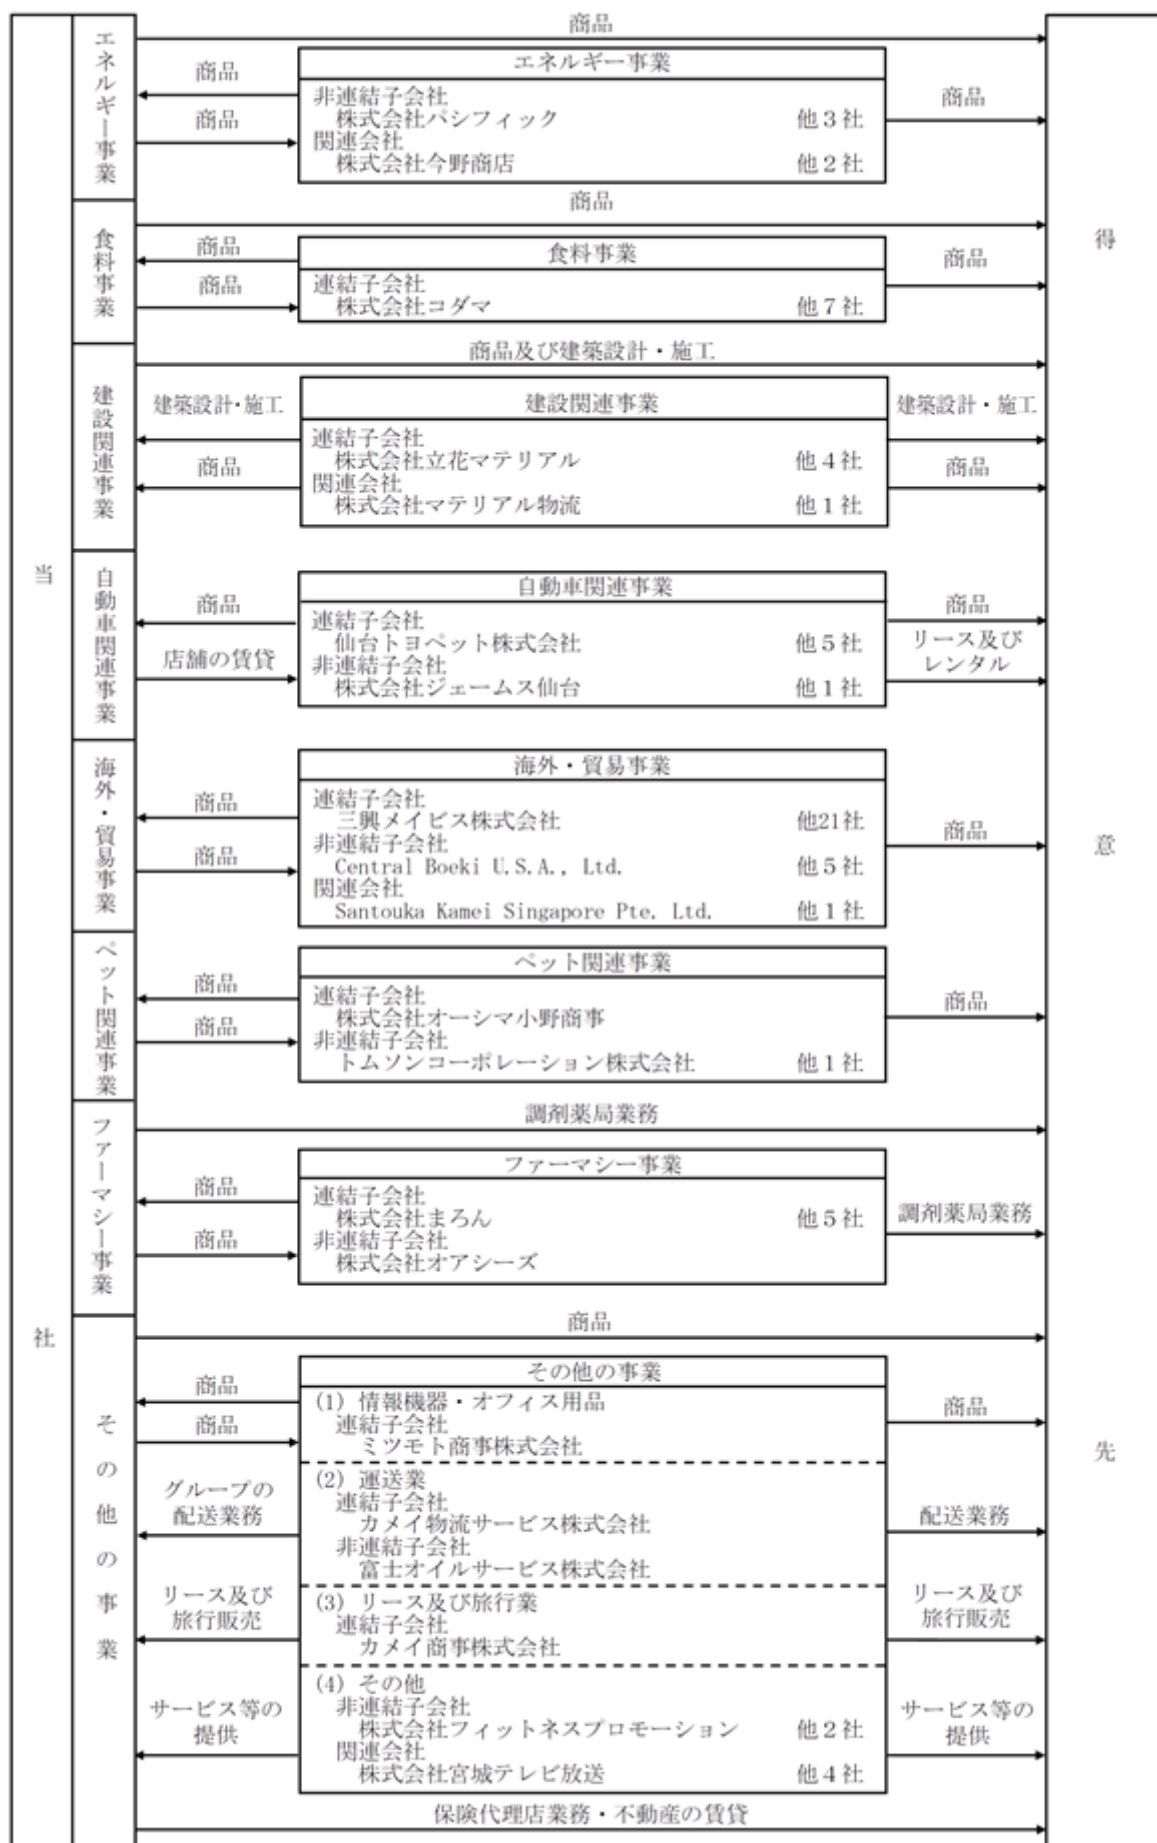 当社
得意先
エネルギー事業
商品
商品
商品
エネルギー事業
非連結子会社
株式会社パシフィック 他3社
関連会社
株式会社今野商店 他2社
商品
食料事業
商品
商品
商品
食料事業
連結子会社
株式会社コダマ 他7社
商品
建設関連事業
商品及び建築設計・施工
建築設計・施工
商品
建設関連事業
連結子会社
株式会社立花マテリアル 他4社
関連会社
株式会社マテリアル物流 他1社
建築設計・施工
商品
自動車関連事業
商品
店舗の賃貸
自動車関連事業
連結子会社
仙台トヨペット株式会社 他5社
非連結子会社
株式会社ジェームス仙台 他1社
商品
リース及び
レンタル
海外・貿易事業
商品
商品
海外・貿易事業
連結子会社
三興メイビス株式会社 他21社
非連結子会社
Central Boeki U.S.A., Ltd. 他5社
関連会社
Santouka Kamei Singapore Pte. Ltd. 他1社
商品
ペット関連事業
商品
商品
ペット関連事業
連結子会社
株式会社オーシマ小野商事
非連結子会社
トムソンコーポレーション株式会社 他1社
商品
ファーマシー事業
調剤薬局業務
商品
商品
ファーマシー事業
連結子会社
株式会社まろん 他5社
非連結子会社
株式会社オアシーズ
調剤薬局業務
その他の事業
商品
商品
商品
その他の事業
(1) 情報機器・オフィス用品
連結子会社
ミツモト商事株式会社
商品
グループの
配送業務
(2) 運送業
連結子会社
カメイ物流サービス株式会社
非連結子会社
富士オイルサービス株式会社
配送業務
リース及び
旅行販売
(3) リース及び旅行業
連結子会社
カメイ商事株式会社
リース及び
旅行販売
サービス等の
提供
(4) その他
非連結子会社
株式会社フィットネスプロモーション 他2社
関連会社
株式会社宮城テレビ放送 他4社
サービス等の
提供
保険代理店業務・不動産の賃貸